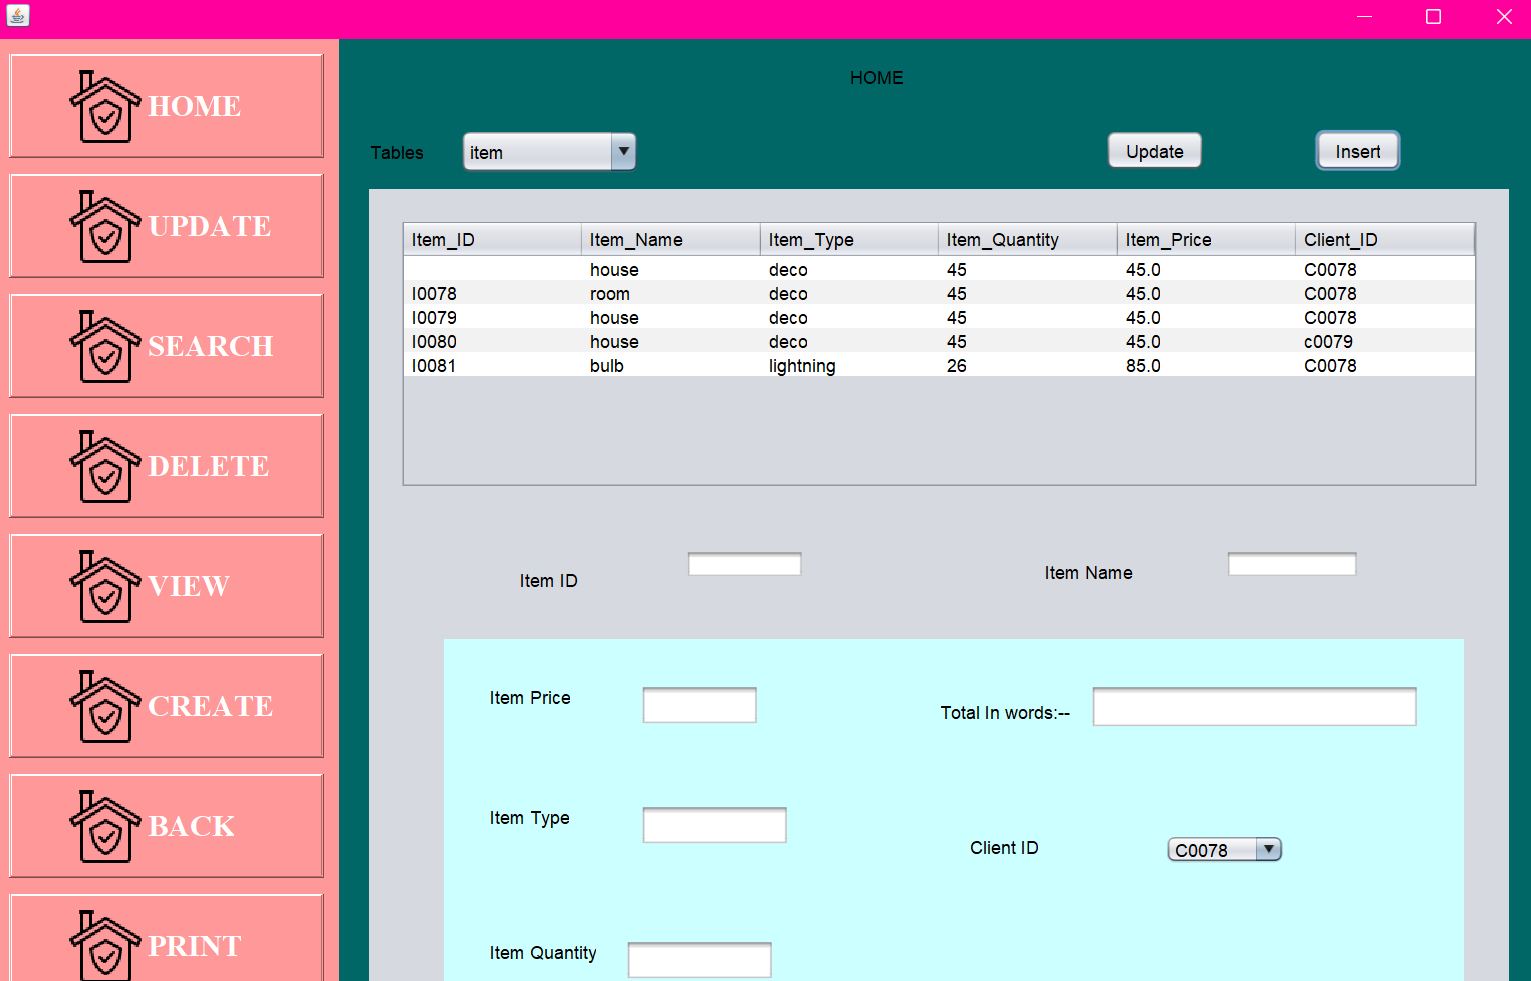 HOME
UPDATE
SEARCH
DELETE
VIEW
CREATE
BACK
PRINT
HOME
Tables item Update Insert
Item_ID Item_Name Item_Type Item_Quantity Item_Price Client_ID
house deco 45 45.0 C0078
I0078 room deco 45 45.0 C0078
I0079 house deco 45 45.0 C0078
I0080 house deco 45 45.0 c0079
I0081 bulb lightning 26 85.0 C0078
Item ID Item Name
Item Price Total In words:--
Item Type
Client ID C0078
Item Quantity